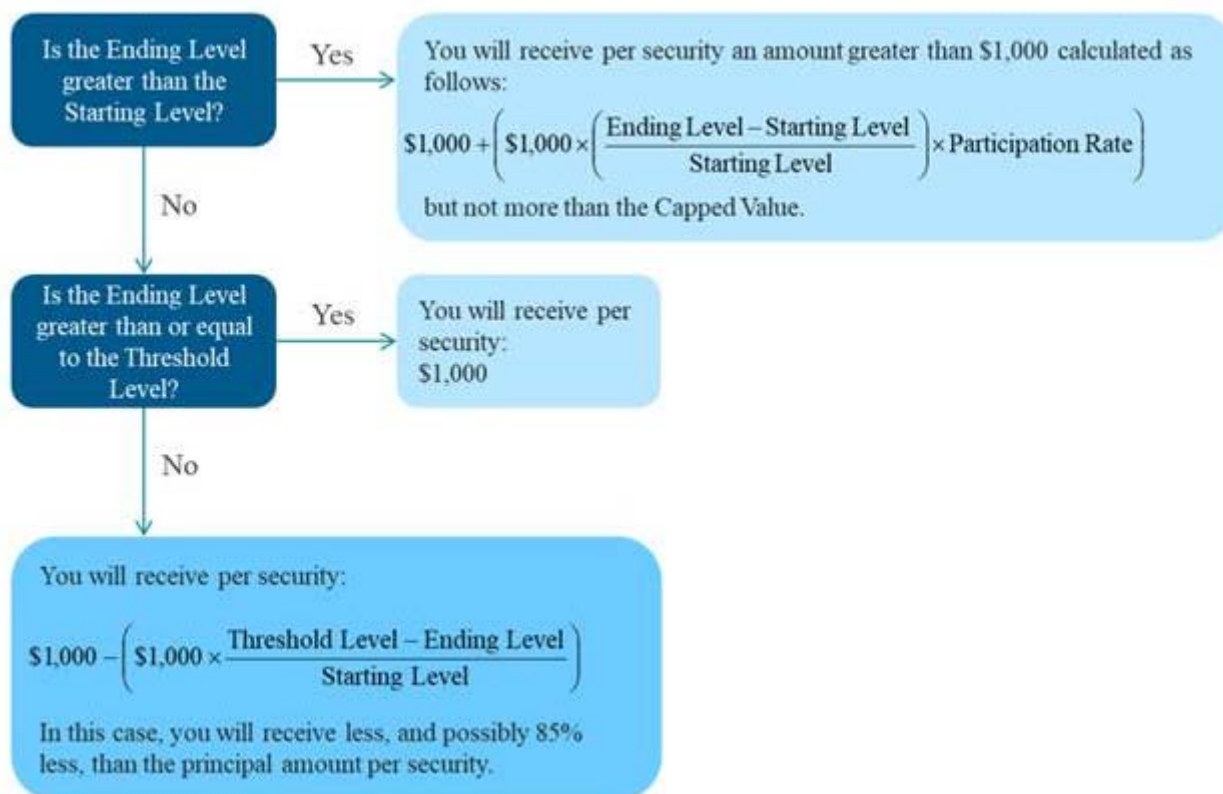 Is the Ending Level
greater than the
Starting Level?
Yes
You will receive per security an amount greater than $1,000 calculated as
follows:
$1,000 + ($1,000 × (Ending Level – Starting Level / Starting Level) × Participation Rate)
but not more than the Capped Value.
No
Is the Ending Level
greater than or equal
to the Threshold
Level?
Yes
You will receive per
security:
$1,000
No
You will receive per security:
$1,000 – ($1,000 × Threshold Level – Ending Level / Starting Level)
In this case, you will receive less, and possibly 85%
less, than the principal amount per security.